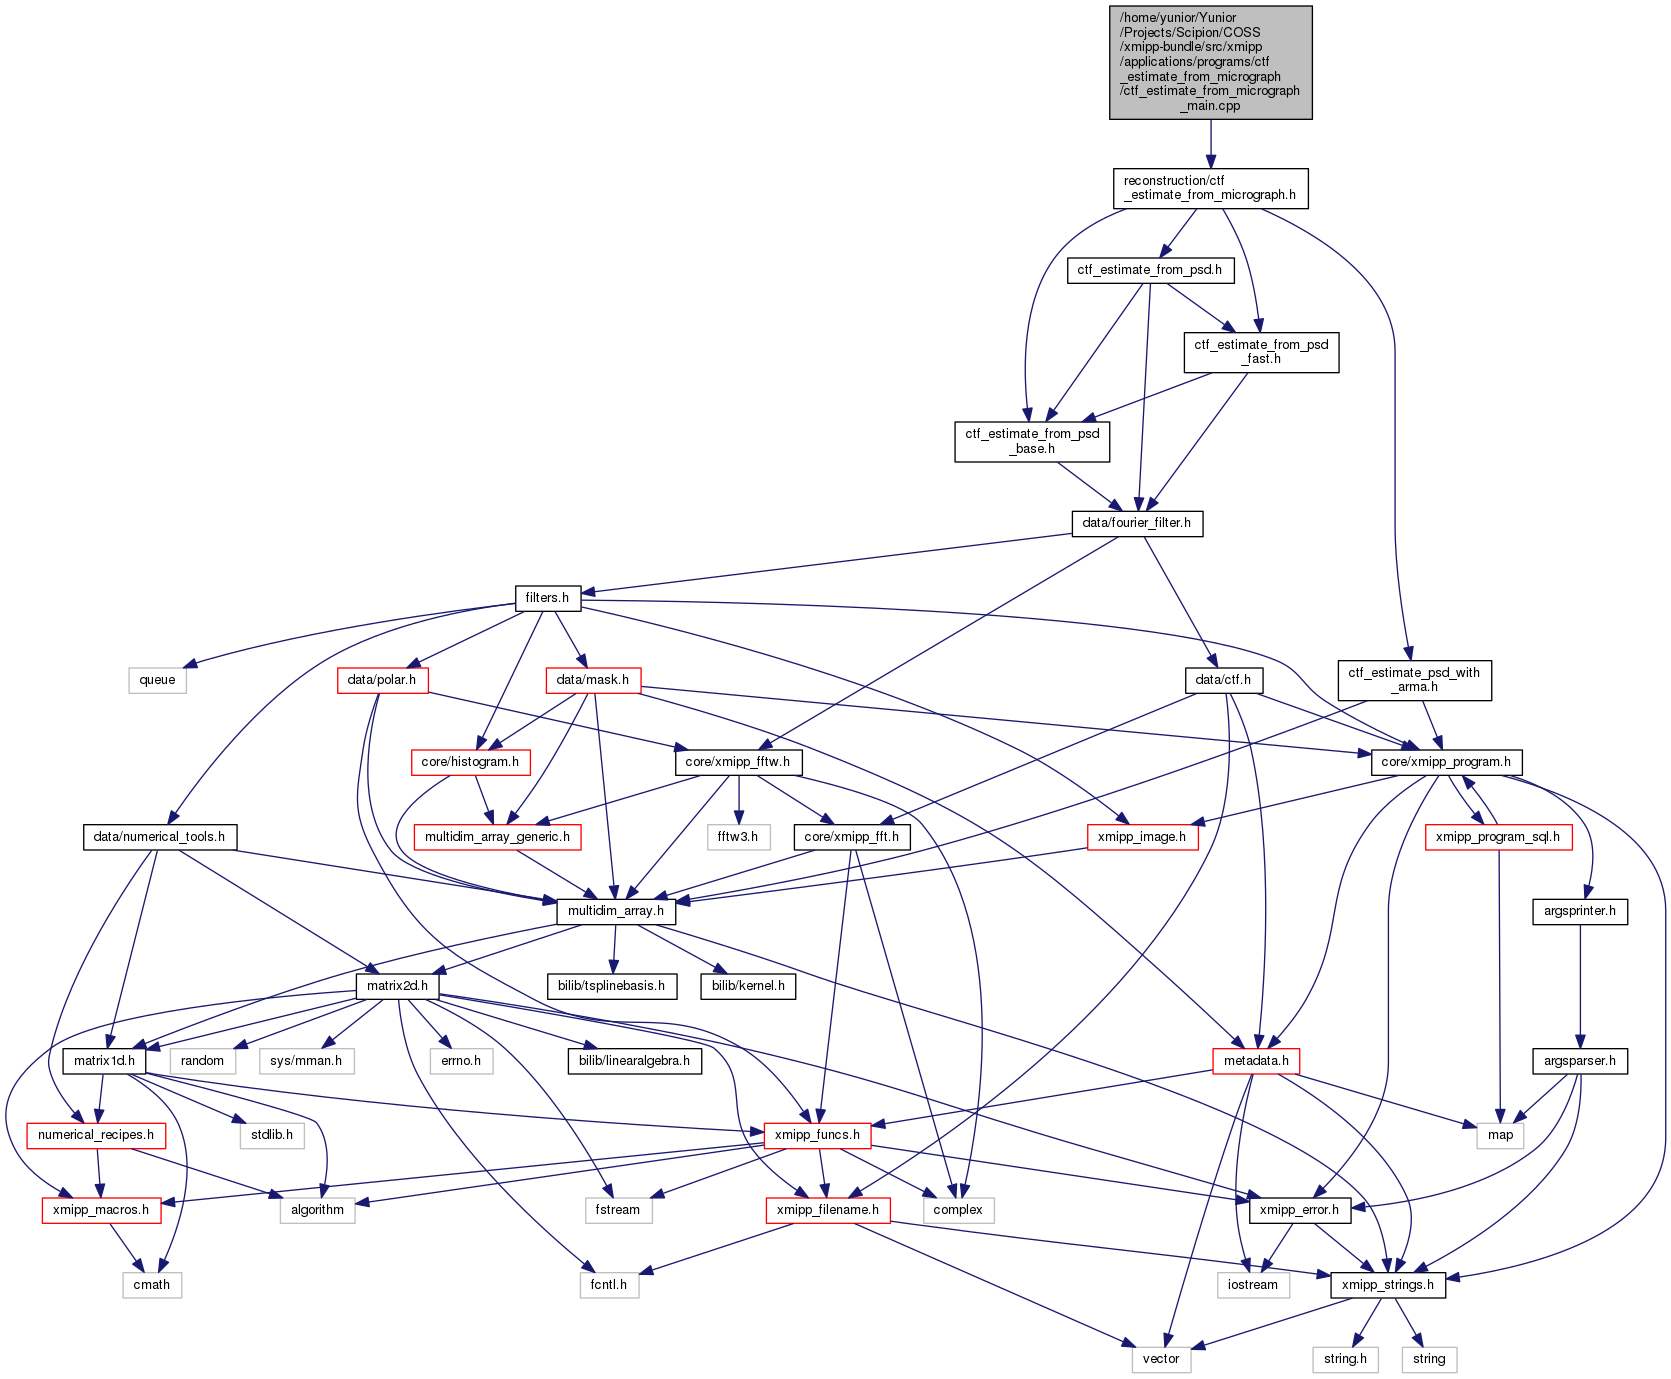 /home/yunior/Yunior
/Projects/Scipion/COSS
/xmipp-bundle/src/xmipp
/applications/programs/ctf
_estimate_from_micrograph
/ctf_estimate_from_micrograph
_main.cpp
reconstruction/ctf
_estimate_from_micrograph.h
ctf_estimate_from_psd.h
ctf_estimate_from_psd
_fast.h
ctf_estimate_from_psd
_base.h
data/fourier_filter.h
filters.h
queue
data/polar.h
data/mask.h
data/ctf.h
ctf_estimate_psd_with
_arma.h
core/histogram.h
core/xmipp_fftw.h
core/xmipp_program.h
data/numerical_tools.h
multidim_array_generic.h
fftw3.h
core/xmipp_fft.h
xmipp_image.h
xmipp_program_sql.h
multidim_array.h
argsprinter.h
matrix2d.h
bilib/tsplinebasis.h
bilib/kernel.h
matrix1d.h
random
sys/mman.h
errno.h
bilib/linearalgebra.h
metadata.h
argsparser.h
numerical_recipes.h
stdlib.h
xmipp_funcs.h
map
xmipp_macros.h
algorithm
fstream
xmipp_filename.h
complex
xmipp_error.h
cmath
fcntl.h
iostream
xmipp_strings.h
vector
string.h
string